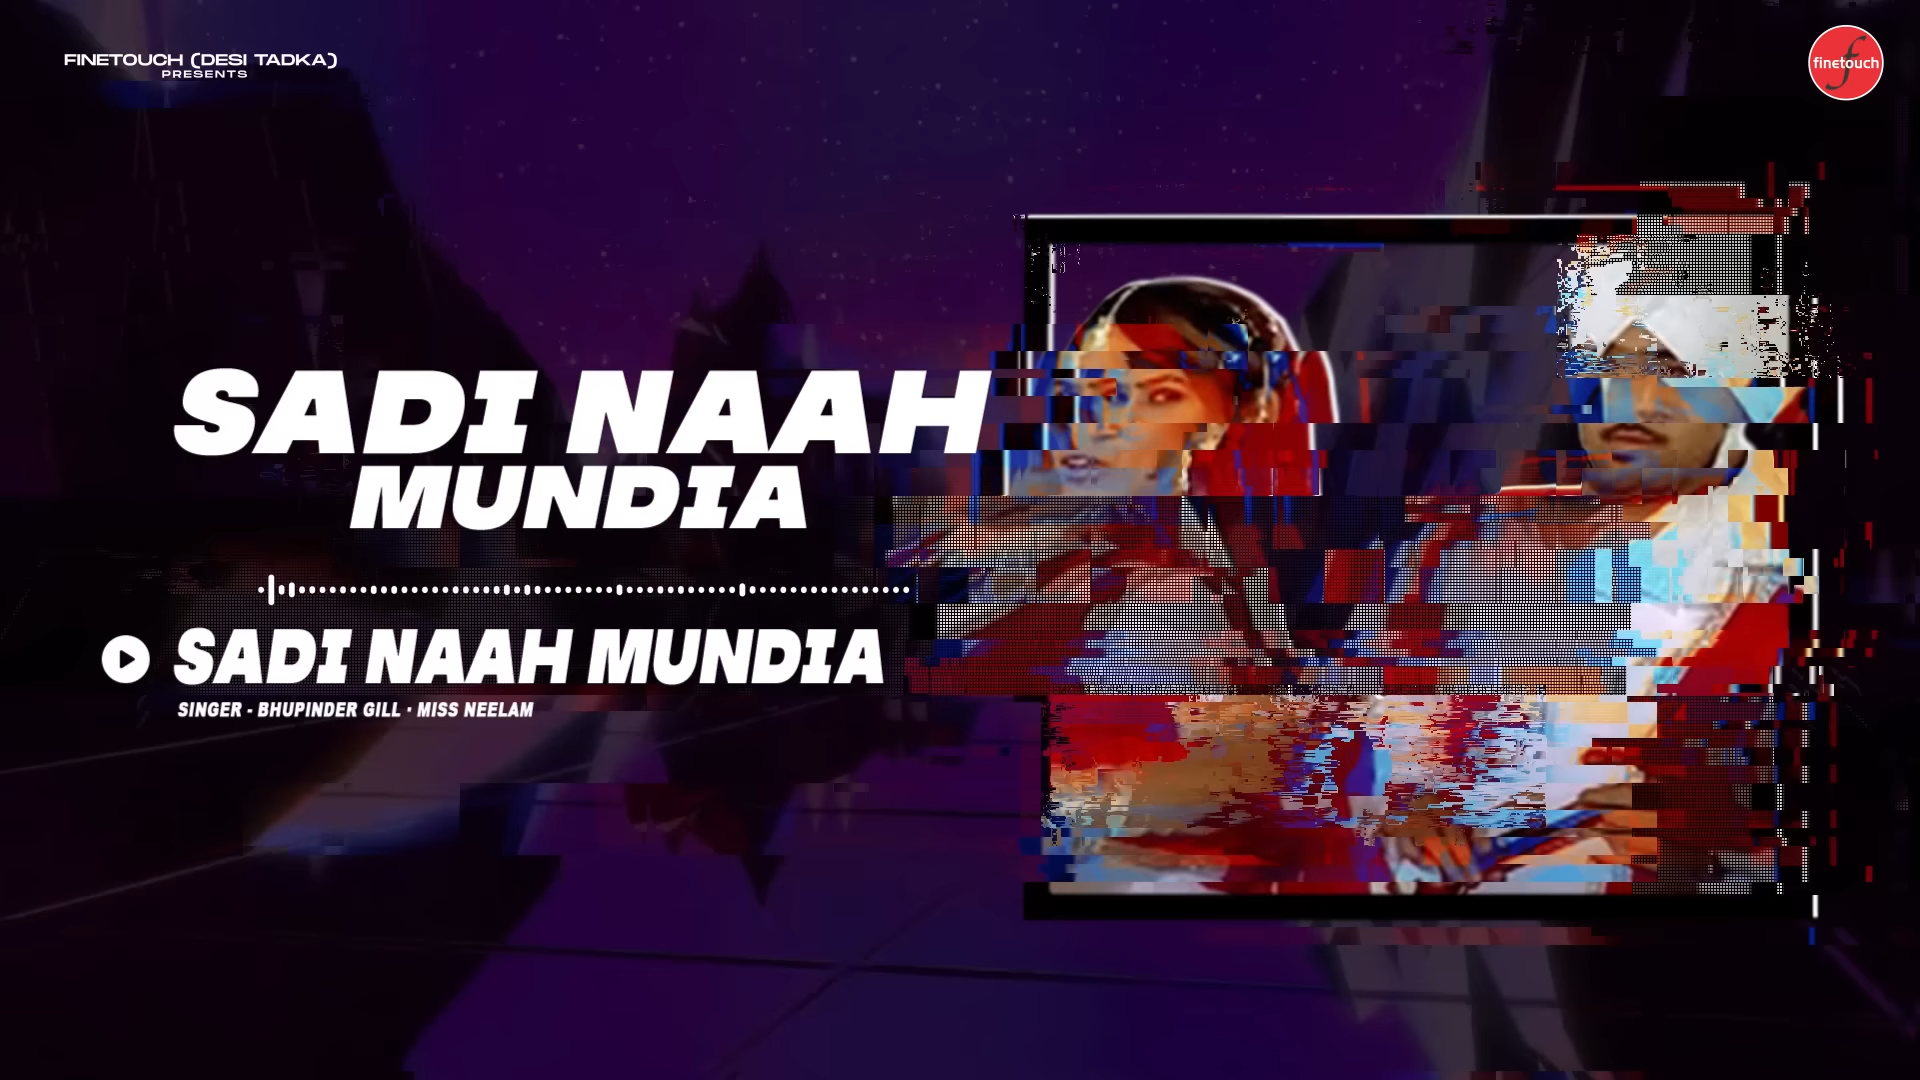 FINETOUCH (DESI TADKA)
PRESENTS
finetouch
SADI NAAH
MUNDIA
SADI NAAH MUNDIA
SINGER - BHUPINDER GILL · MISS NEELAM